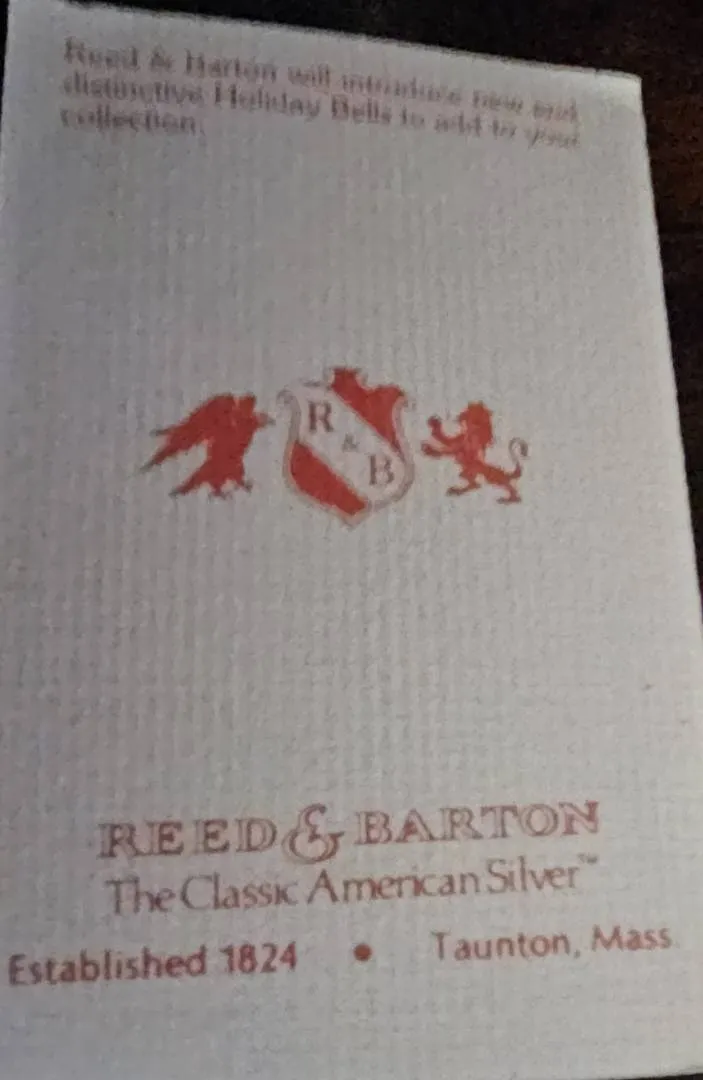 Reed & Barton will introduce new and
distinctive Holiday Bells to add to your
collection.
R
&
B
REED & BARTON
The Classic American Silver™
Established 1824 • Taunton, Mass.